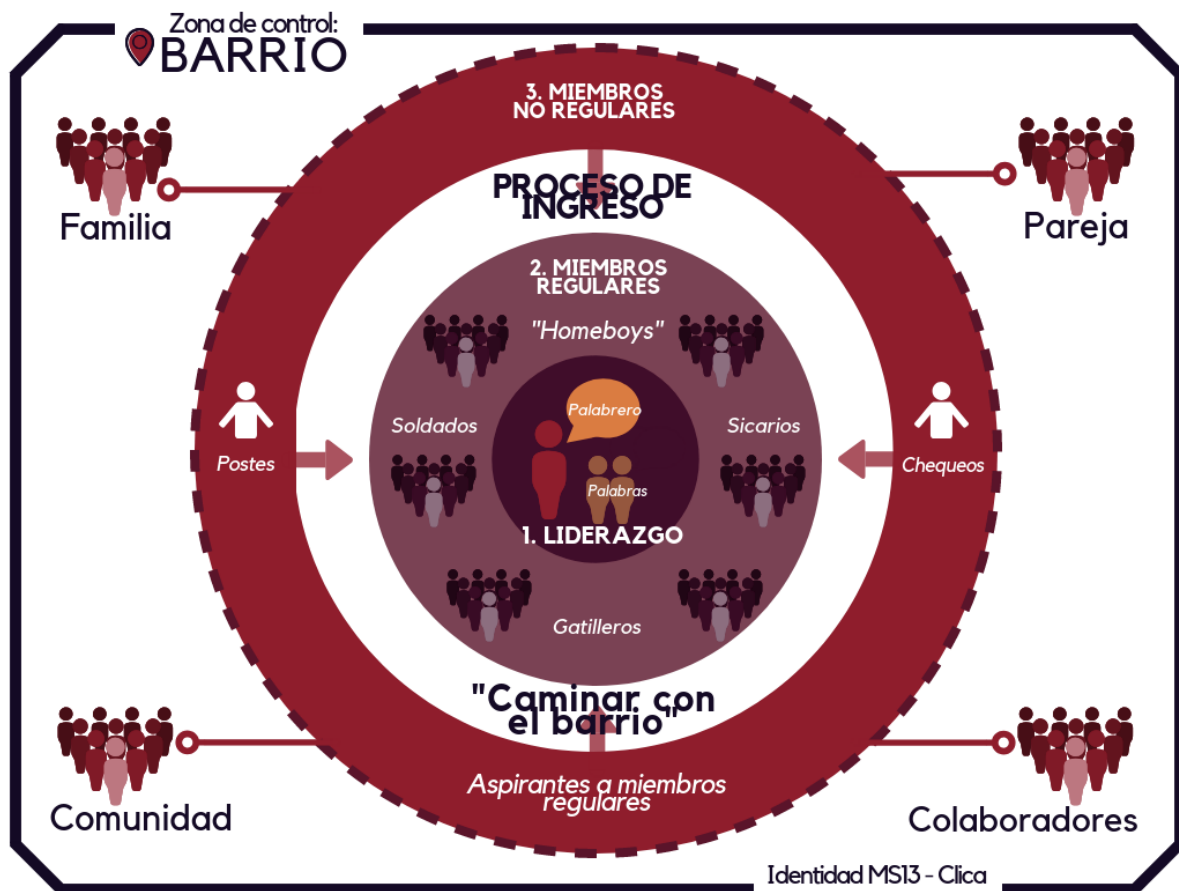 Zona de control:
BARRIO
3. MIEMBROS
NO REGULARES
Familia
Pareja
PROCESO DE
INGRESO
2. MIEMBROS
REGULARES
"Homeboys"
Palabrero
Soldados
Sicarios
Postes
Chequeos
Palabras
1. LIDERAZGO
Gatilleros
"Caminar con
el barrio"
Aspirantes a miembros
regulares
Comunidad
Colaboradores
Identidad MS13 - Clica